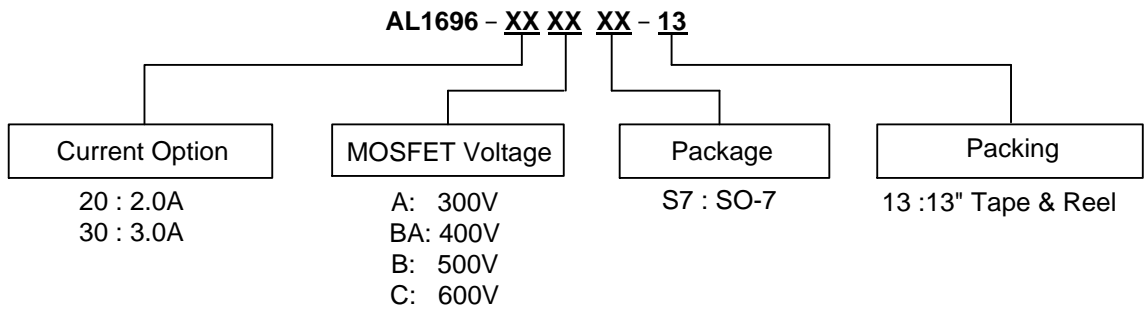 AL1696 – XX XX XX – 13
Current Option
20 : 2.0A
30 : 3.0A
MOSFET Voltage
A: 300V
BA: 400V
B: 500V
C: 600V
Package
S7 : SO-7
Packing
13 :13" Tape & Reel